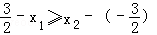 3/2 − x₁ ⩾ x₂ − (−3/2)